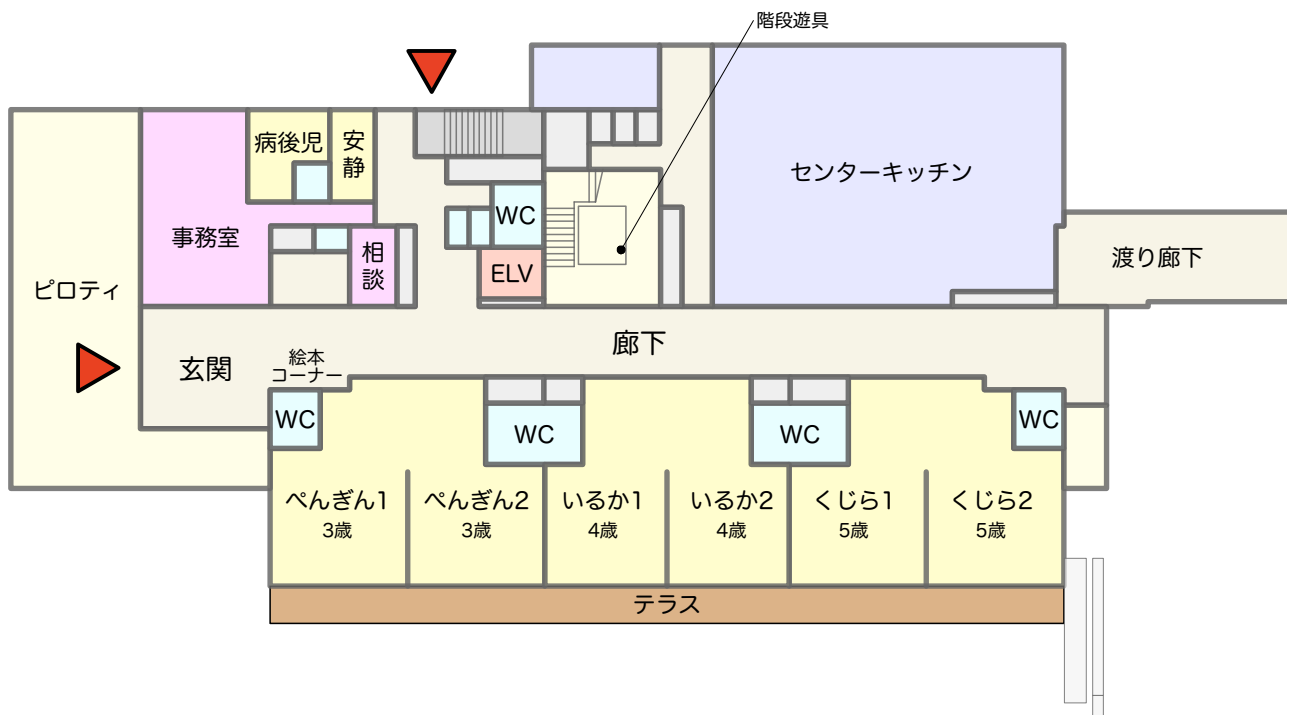 階段遊具
病後児
安静
センターキッチン
WC
事務室
相談
渡り廊下
ELV
ピロティ
廊下
玄関
絵本
コーナー
WC
WC
WC
WC
ぺんぎん1
3歳
ぺんぎん2
3歳
いるか1
4歳
いるか2
4歳
くじら1
5歳
くじら2
5歳
テラス